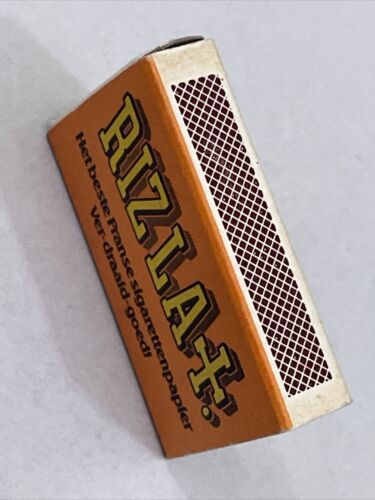 RIZLA+.
Het beste Franse sigarettenpapier
Ver-draaid-goed!